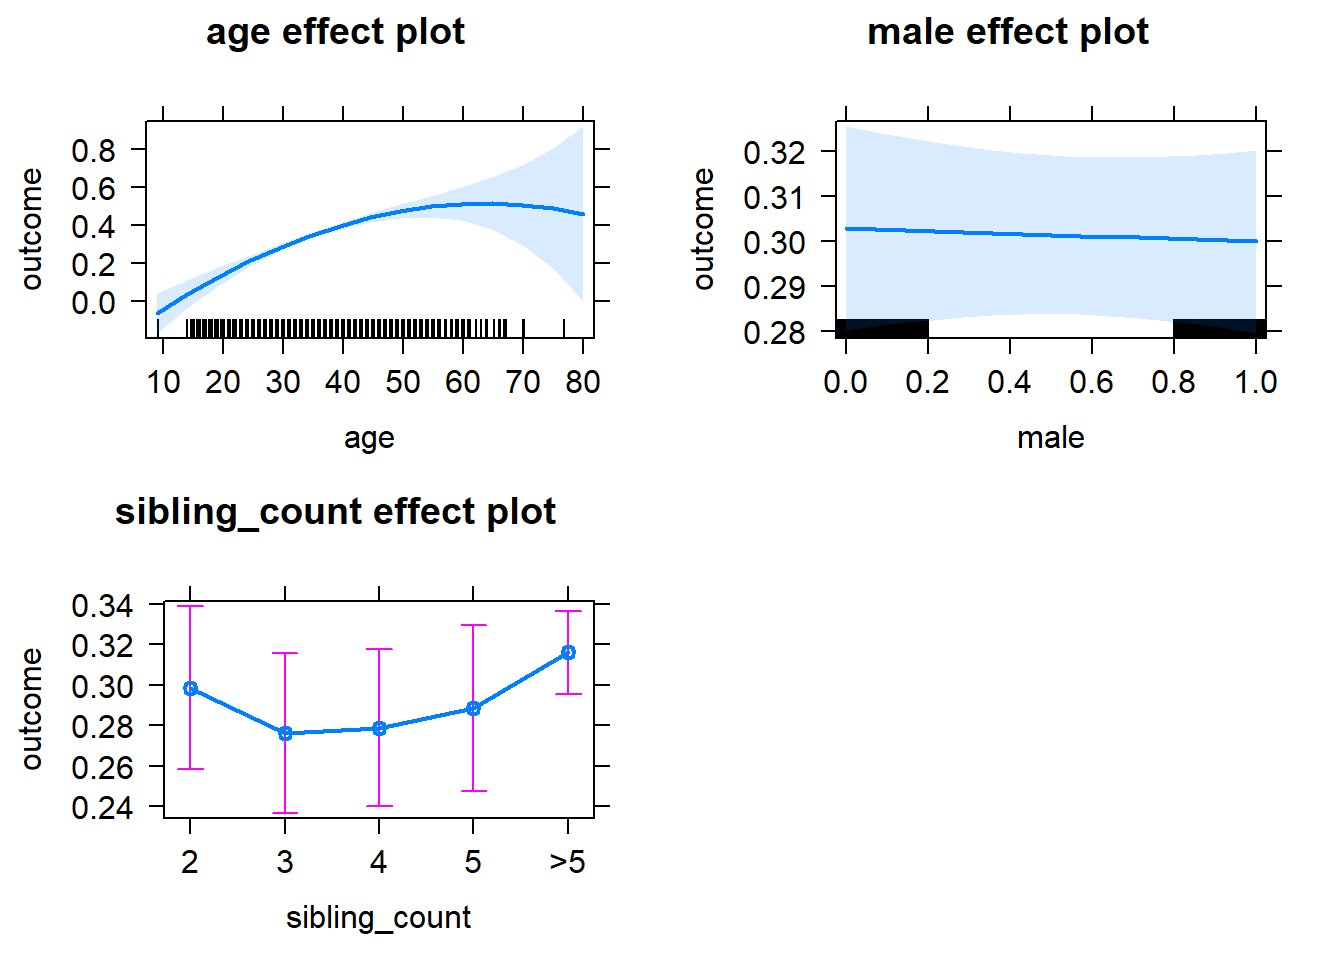 age effect plot
outcome
0.8
0.6
0.4
0.2
0.0
10 20 30 40 50 60 70 80
age
male effect plot
outcome
0.32
0.31
0.30
0.29
0.28
0.0 0.2 0.4 0.6 0.8 1.0
male
sibling_count effect plot
outcome
0.34
0.32
0.30
0.28
0.26
0.24
2 3 4 5 >5
sibling_count